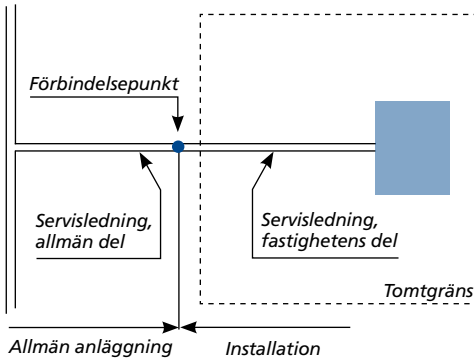 Förbindelsepunkt
Servisledning,
allmän del
Servisledning,
fastighetens del
Tomtgräns
Allmän anläggning
Installation